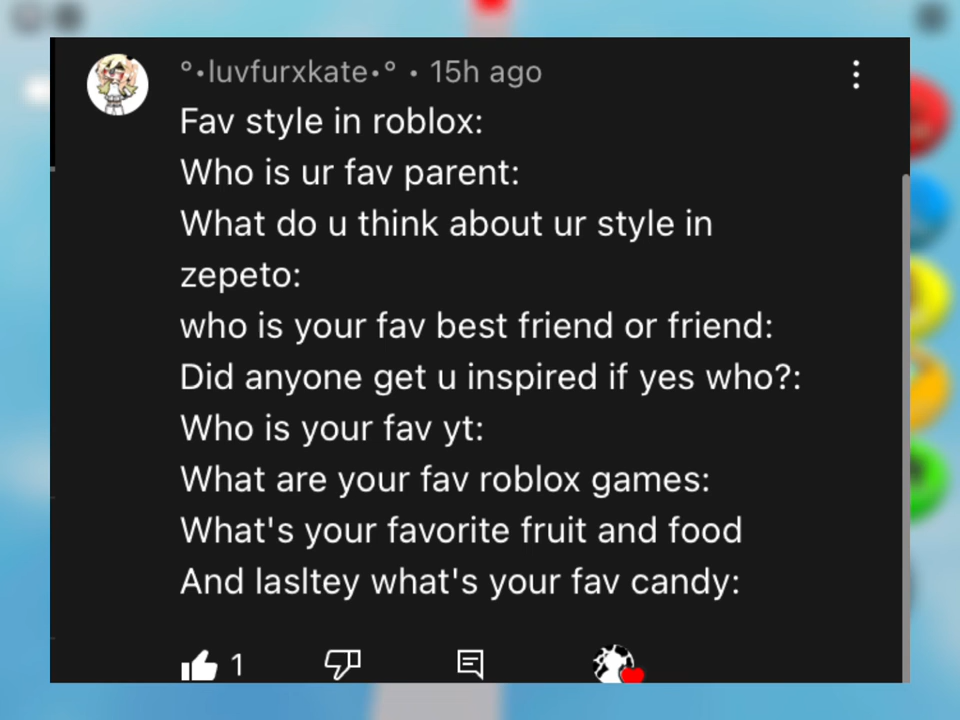 °•luvfurxkate•° • 15h ago
Fav style in roblox:
Who is ur fav parent:
What do u think about ur style in
zepeto:
who is your fav best friend or friend:
Did anyone get u inspired if yes who?:
Who is your fav yt:
What are your fav roblox games:
What's your favorite fruit and food
And lasltey what's your fav candy:
1